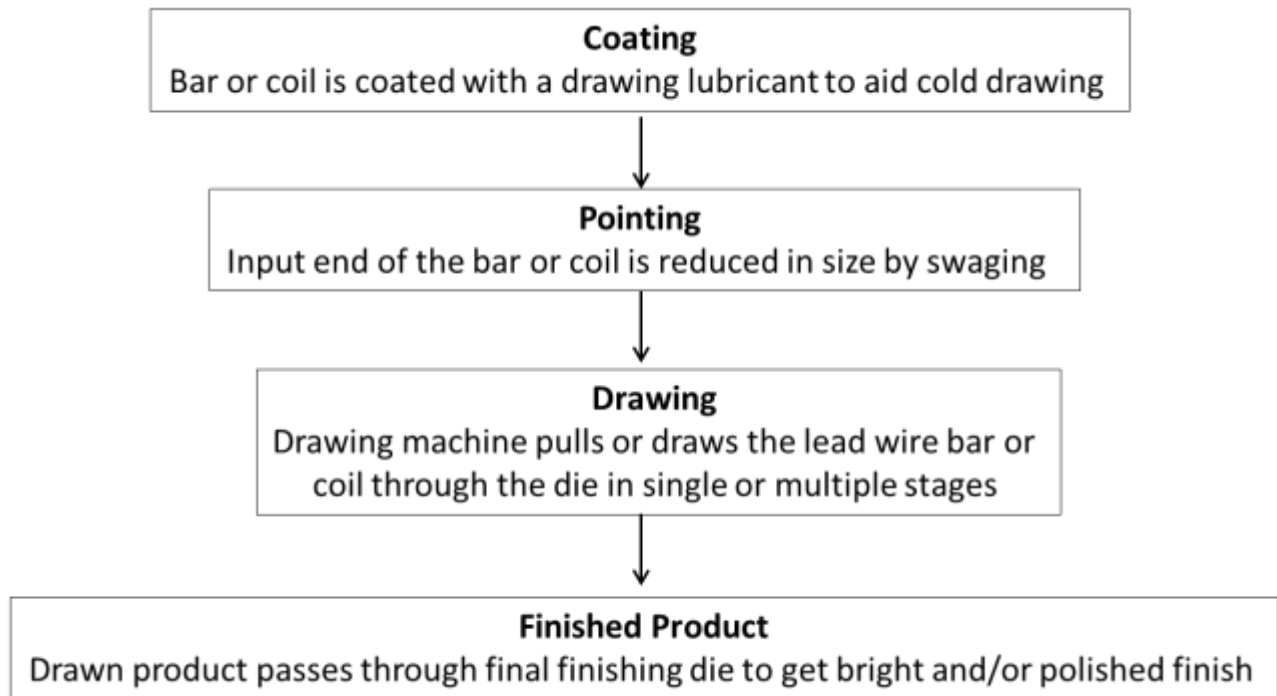 Coating
Bar or coil is coated with a drawing lubricant to aid cold drawing
Pointing
Input end of the bar or coil is reduced in size by swaging
Drawing
Drawing machine pulls or draws the lead wire bar or
coil through the die in single or multiple stages
Finished Product
Drawn product passes through final finishing die to get bright and/or polished finish